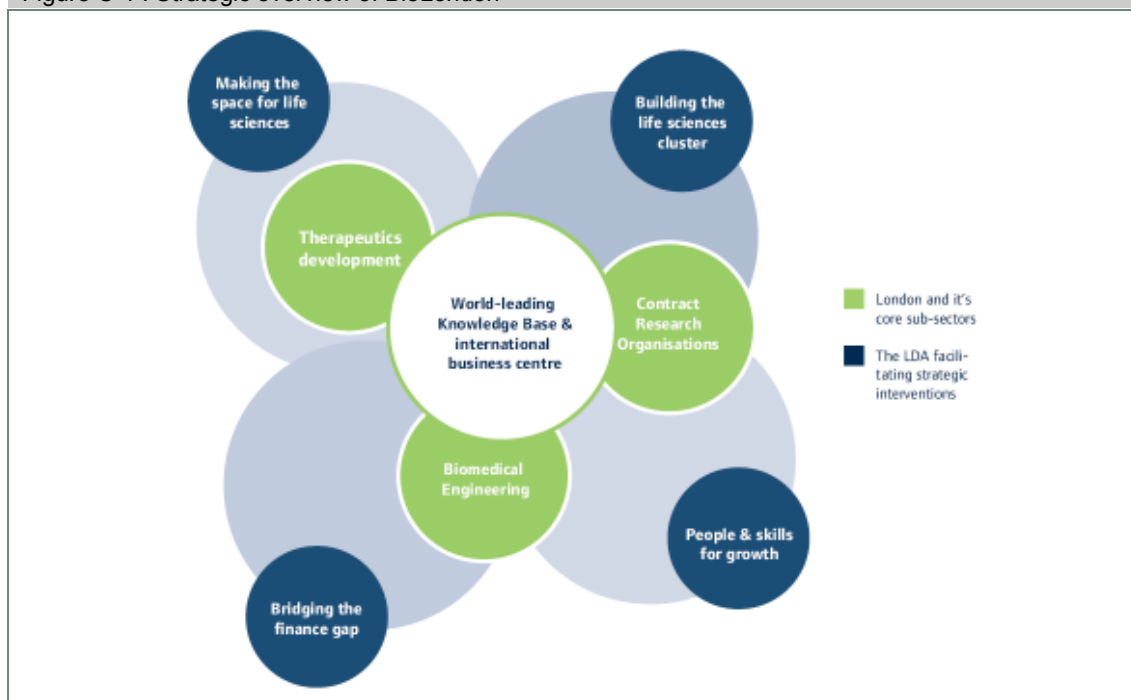 Making the
space for life
sciences
Building the
life sciences
cluster
Therapeutics
development
World-leading
Knowledge Base &
international
business centre
Contract
Research
Organisations
London and it's
core sub-sectors
The LDA facili-
tating strategic
interventions
Biomedical
Engineering
People & skills
for growth
Bridging the
finance gap